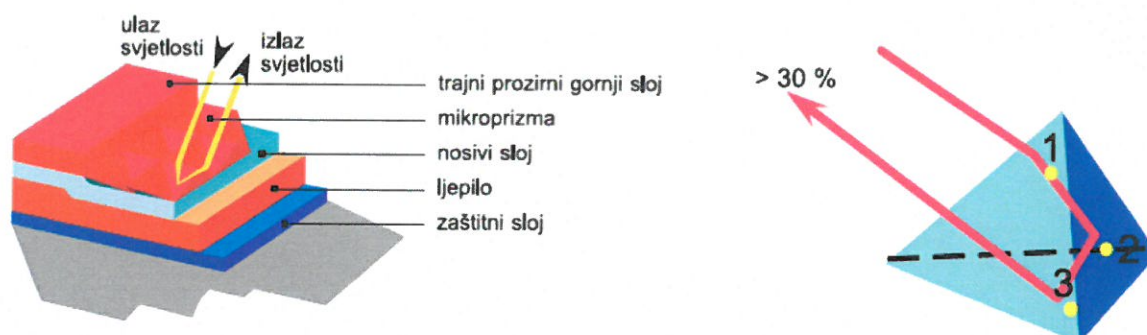 ulaz
svjetlosti
izlaz
svjetlosti
trajni prozirni gornji sloj
mikroprizma
nosivi sloj
ljepilo
zaštitni sloj
> 30 %
1
2
3